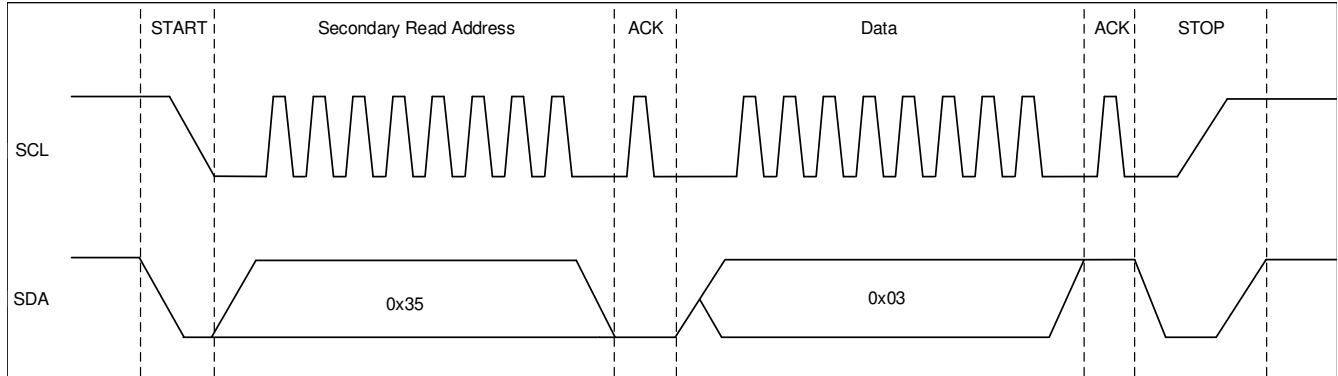 START Secondary Read Address ACK Data ACK STOP
SCL
SDA 0x35 0x03